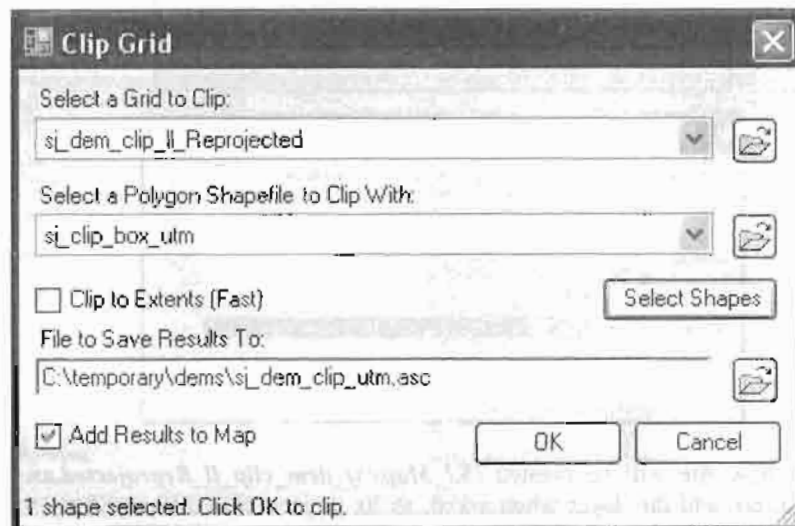 Clip Grid
Select a Grid to Clip:
sj_dem_clip_ll_Reprojected
Select a Polygon Shapefile to Clip With:
sj_clip_box_utm
Clip to Extents (Fast)
Select Shapes
File to Save Results To:
C:\temporary\dems\sj_dem_clip_utm.asc
Add Results to Map
OK
Cancel
1 shape selected. Click OK to clip.